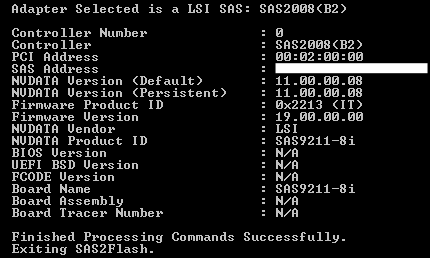 Adapter Selected is a LSI SAS: SAS2008(B2)
Controller Number : 0
Controller : SAS2008(B2)
PCI Address : 00:02:00:00
SAS Address :
NVDATA Version (Default) : 11.00.00.08
NVDATA Version (Persistent) : 11.00.00.08
Firmware Product ID : 0x2213 (IT)
Firmware Version : 19.00.00.00
NVDATA Vendor : LSI
NVDATA Product ID : SAS9211-8i
BIOS Version : N/A
UEFI BSD Version : N/A
FCODE Version : N/A
Board Name : SAS9211-8i
Board Assembly : N/A
Board Tracer Number : N/A
Finished Processing Commands Successfully.
Exiting SAS2Flash.